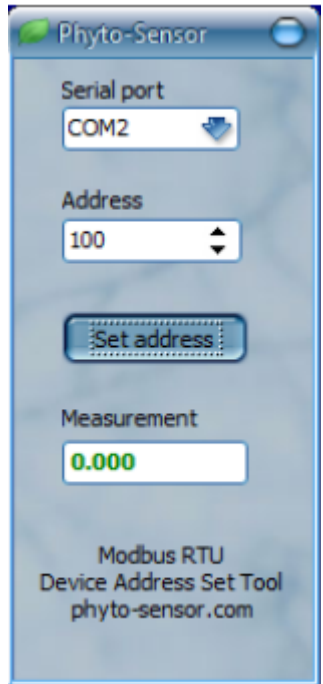 Phyto-Sensor
Serial port
COM2
Address
100
Set address
Measurement
0.000
Modbus RTU
Device Address Set Tool
phyto-sensor.com